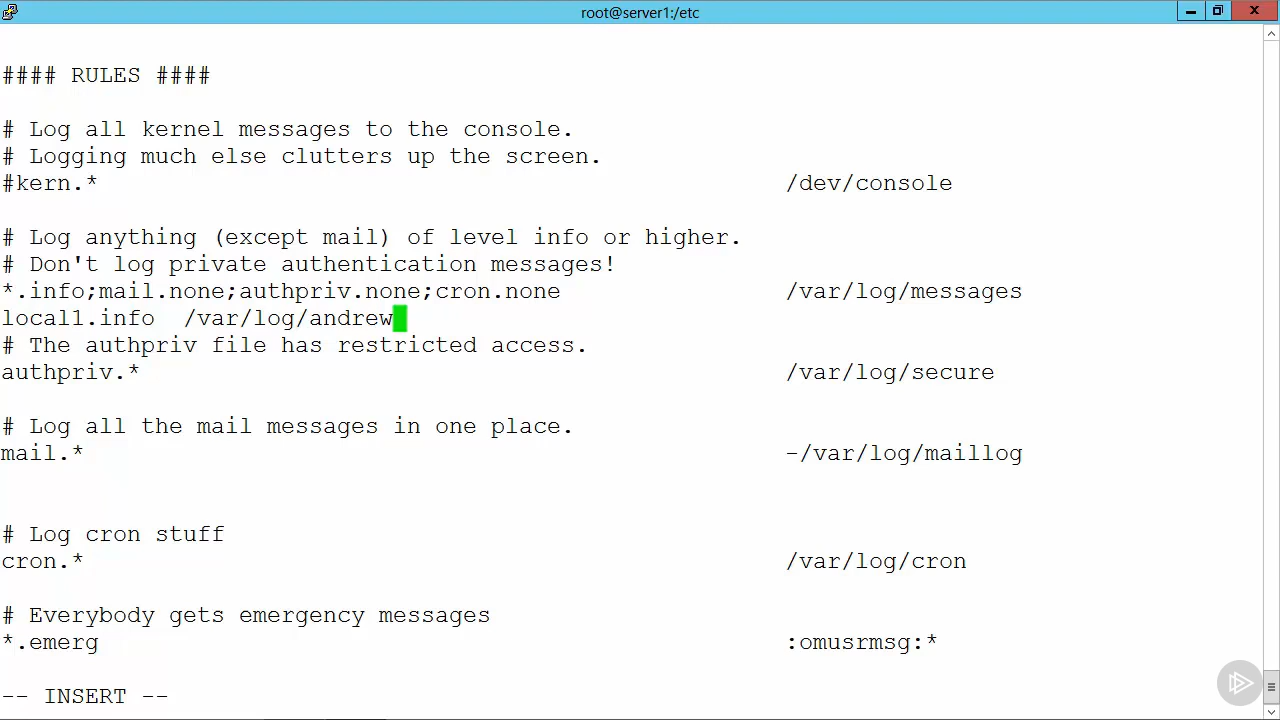 root@server1:/etc
#### RULES ####
# Log all kernel messages to the console.
# Logging much else clutters up the screen.
#kern.* /dev/console
# Log anything (except mail) of level info or higher.
# Don't log private authentication messages!
*.info;mail.none;authpriv.none;cron.none /var/log/messages
local1.info  /var/log/andrew
# The authpriv file has restricted access.
authpriv.* /var/log/secure
# Log all the mail messages in one place.
mail.* -/var/log/maillog
# Log cron stuff
cron.* /var/log/cron
# Everybody gets emergency messages
*.emerg :omusrmsg:*
-- INSERT --